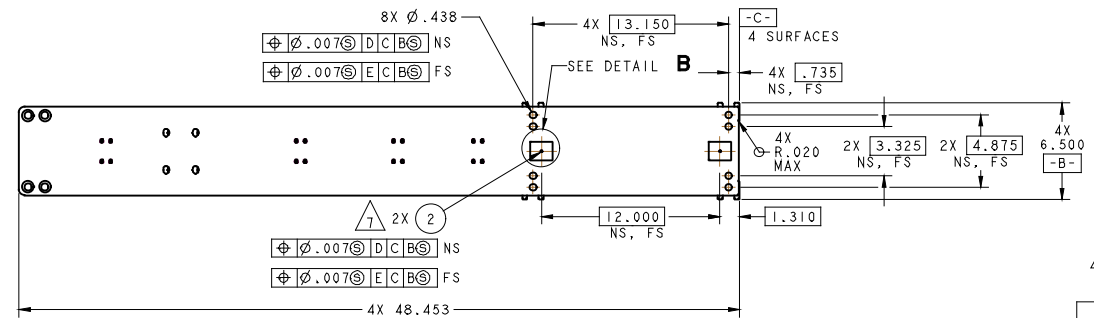 8X Ø.438
⌖ Ø.007Ⓢ D C BⓈ NS
⌖ Ø.007Ⓢ E C BⓈ FS
4X 13.150
NS, FS
-C-
4 SURFACES
SEE DETAIL B
4X .735
NS, FS
4X
R.020
MAX
2X 3.325
NS, FS
2X 4.875
NS, FS
4X
6.500
-B-
7 2X 2
⌖ Ø.007Ⓢ D C BⓈ NS
⌖ Ø.007Ⓢ E C BⓈ FS
12.000
NS, FS
1.310
4X 48.453
4